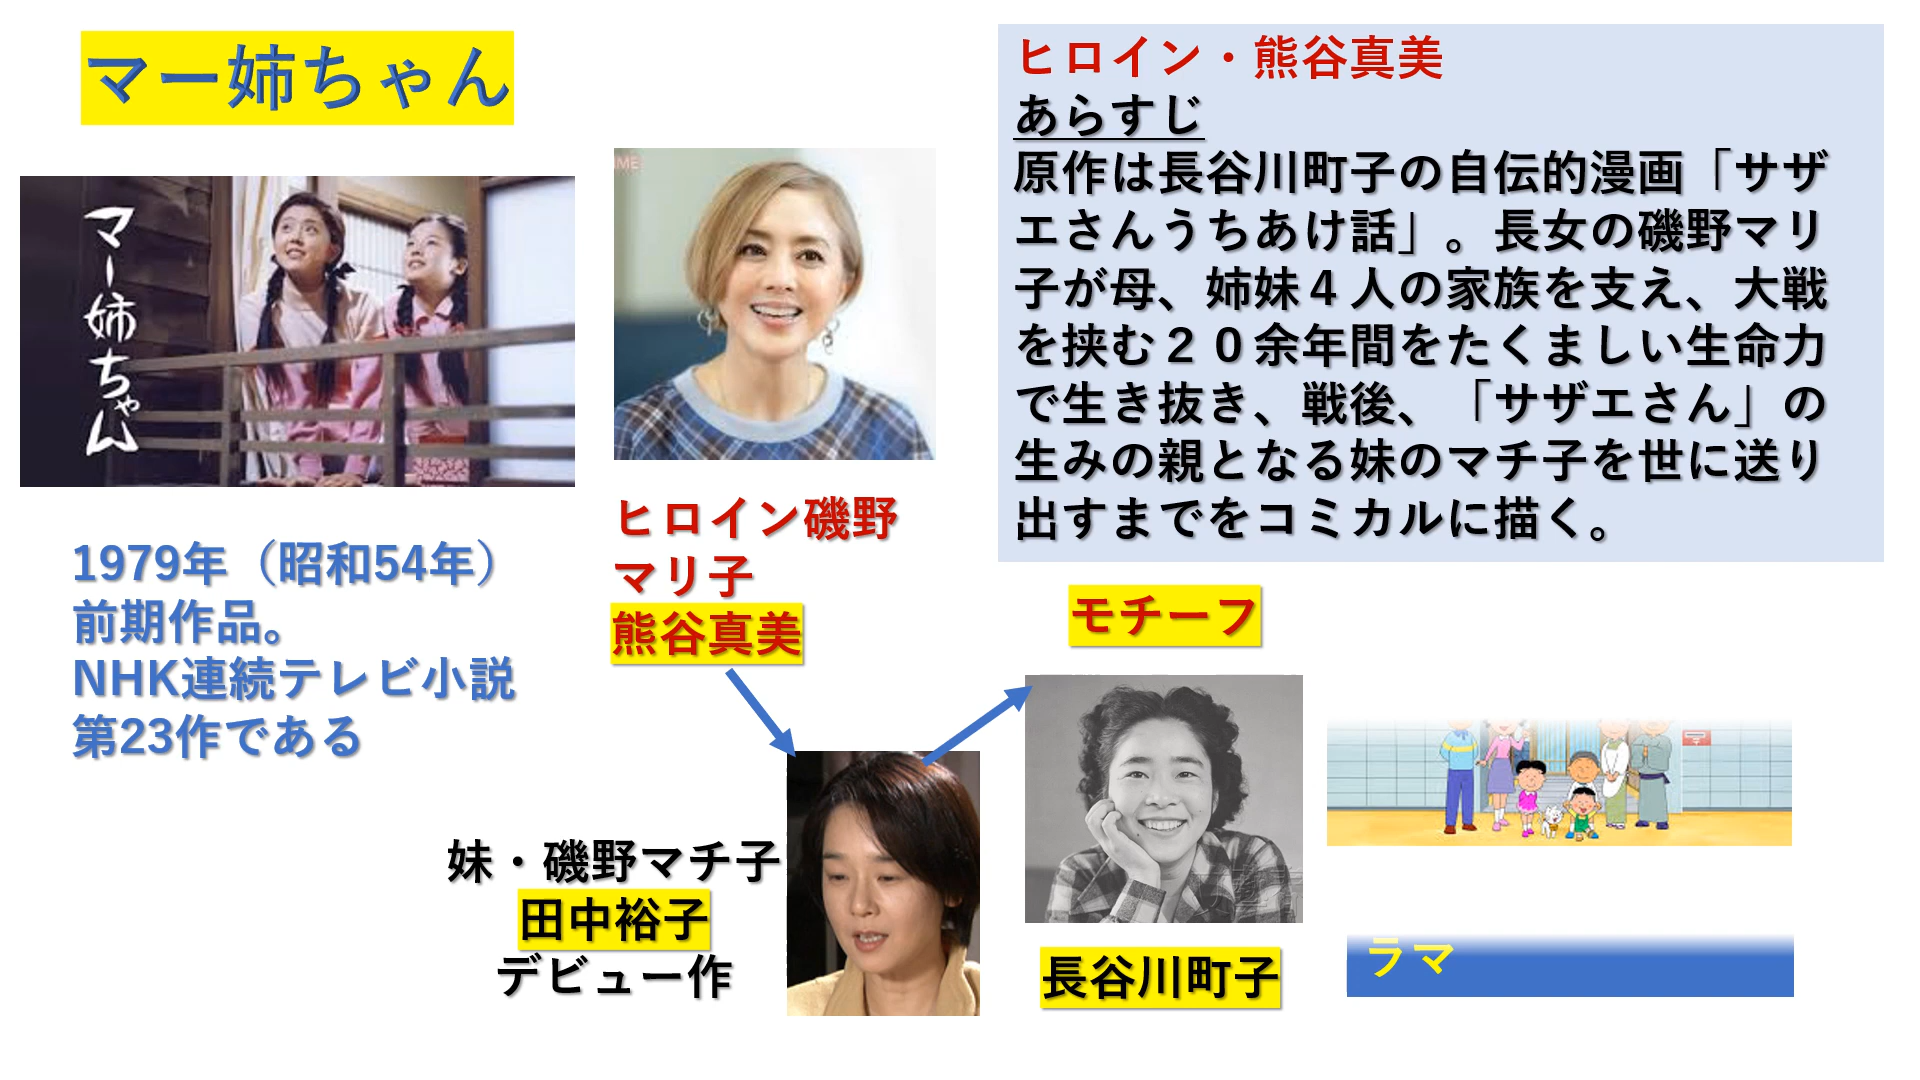 マー姉ちゃん
マー姉ちゃん
1979年（昭和54年）
前期作品。
NHK連続テレビ小説
第23作である
IME
ヒロイン磯野
マリ子
熊谷真美
妹・磯野マチ子
田中裕子
デビュー作
ヒロイン・熊谷真美
あらすじ
原作は長谷川町子の自伝的漫画「サザ
エさんうちあけ話」。長女の磯野マリ
子が母、姉妹４人の家族を支え、大戦
を挟む２０余年間をたくましい生命力
で生き抜き、戦後、「サザエさん」の
生みの親となる妹のマチ子を世に送り
出すまでをコミカルに描く。
モチーフ
長谷川町子
ラマ